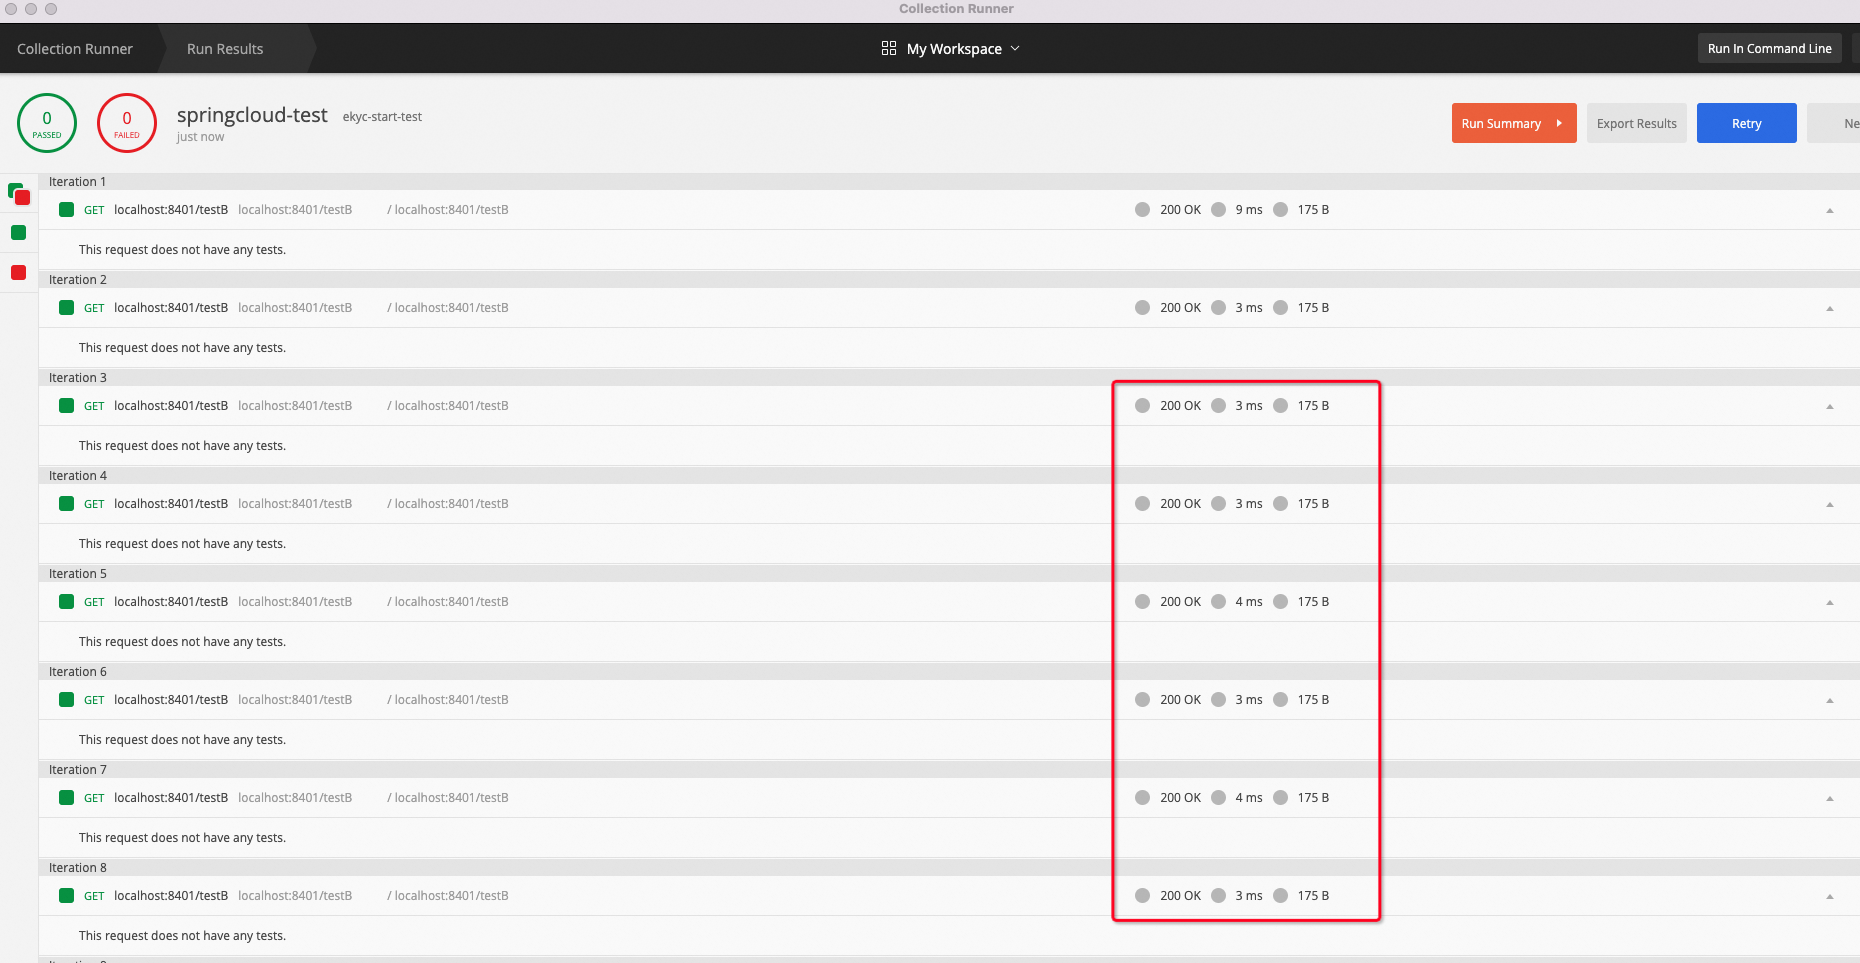 Collection Runner
Collection Runner Run Results My Workspace Run In Command Line
0 PASSED
0 FAILED
springcloud-test ekyc-start-test
just now
Run Summary Export Results Retry Ne
Iteration 1
GET localhost:8401/testB localhost:8401/testB / localhost:8401/testB 200 OK 9 ms 175 B
This request does not have any tests.
Iteration 2
GET localhost:8401/testB localhost:8401/testB / localhost:8401/testB 200 OK 3 ms 175 B
This request does not have any tests.
Iteration 3
GET localhost:8401/testB localhost:8401/testB / localhost:8401/testB 200 OK 3 ms 175 B
This request does not have any tests.
Iteration 4
GET localhost:8401/testB localhost:8401/testB / localhost:8401/testB 200 OK 3 ms 175 B
This request does not have any tests.
Iteration 5
GET localhost:8401/testB localhost:8401/testB / localhost:8401/testB 200 OK 4 ms 175 B
This request does not have any tests.
Iteration 6
GET localhost:8401/testB localhost:8401/testB / localhost:8401/testB 200 OK 3 ms 175 B
This request does not have any tests.
Iteration 7
GET localhost:8401/testB localhost:8401/testB / localhost:8401/testB 200 OK 4 ms 175 B
This request does not have any tests.
Iteration 8
GET localhost:8401/testB localhost:8401/testB / localhost:8401/testB 200 OK 3 ms 175 B
This request does not have any tests.